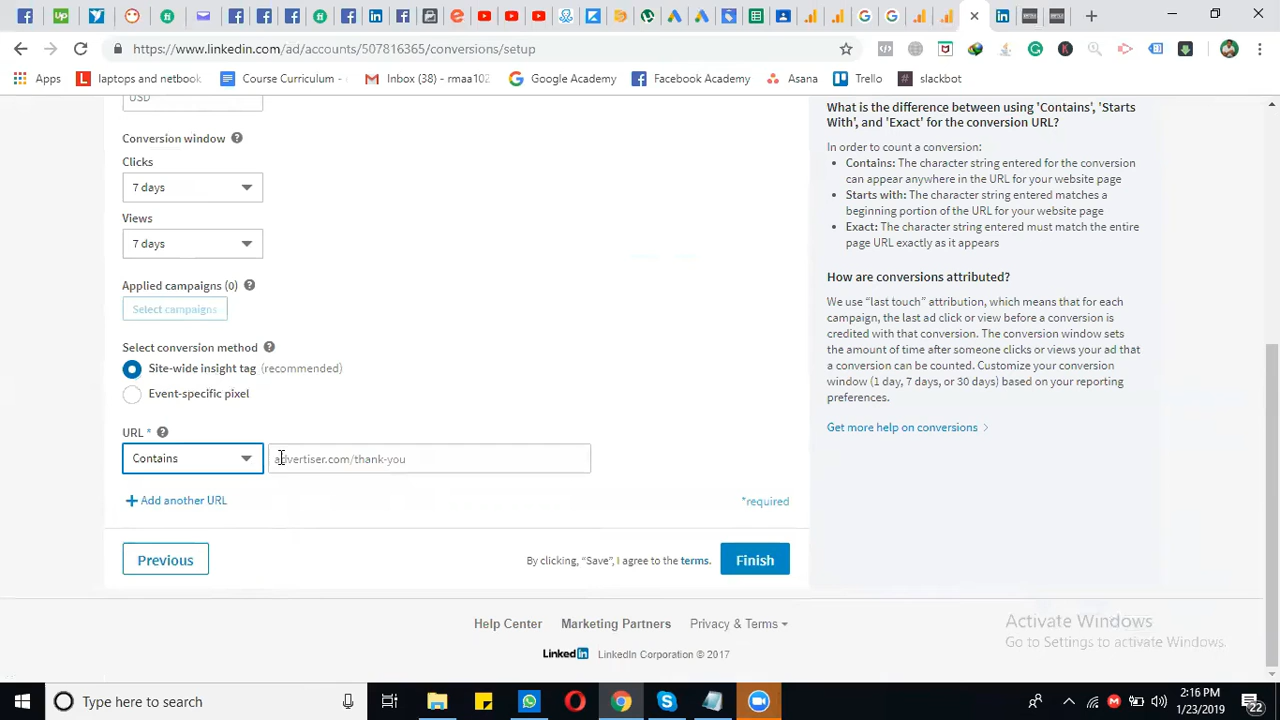 https://www.linkedin.com/ad/accounts/507816365/conversions/setup
Apps
laptops and netbook
Course Curriculum -
Inbox (38) - rmaa102
Google Academy
Facebook Academy
Asana
Trello
slackbot
USD
Conversion window
Clicks
7 days
Views
7 days
Applied campaigns (0)
Select campaigns
Select conversion method
Site-wide insight tag (recommended)
Event-specific pixel
URL *
Contains
advertiser.com/thank-you
+ Add another URL
*required
Previous
By clicking, “Save”, I agree to the terms.
Finish
What is the difference between using 'Contains', 'Starts
With', and 'Exact' for the conversion URL?
In order to count a conversion:
• Contains: The character string entered for the conversion
can appear anywhere in the URL for your website page
• Starts with: The character string entered matches a
beginning portion of the URL for your website page
• Exact: The character string entered must match the entire
page URL exactly as it appears
How are conversions attributed?
We use “last touch” attribution, which means that for each
campaign, the last ad click or view before a conversion is
credited with that conversion. The conversion window sets
the amount of time after someone clicks or views your ad that
a conversion can be counted. Customize your conversion
window (1 day, 7 days, or 30 days) based on your reporting
preferences.
Get more help on conversions
Help Center
Marketing Partners
Privacy & Terms
LinkedIn LinkedIn Corporation © 2017
Activate Windows
Go to Settings to activate Windows.
Type here to search
2:16 PM
1/23/2019
22